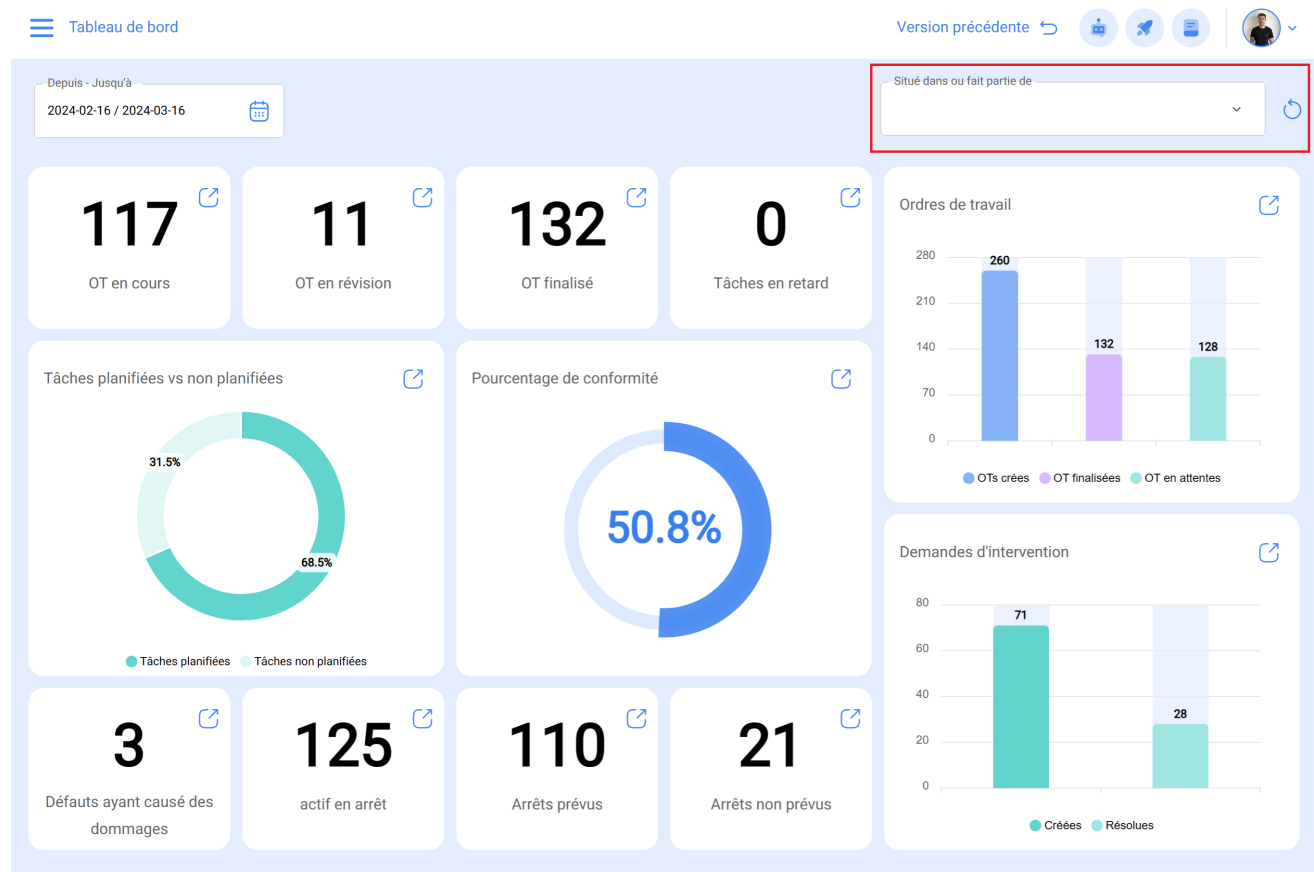 Tableau de bord
Version précédente
Depuis - Jusqu'à
2024-02-16 / 2024-03-16
Situé dans ou fait partie de
117
OT en cours
11
OT en révision
132
OT finalisé
0
Tâches en retard
Ordres de travail
280
210
140
70
0
260
132
128
OTs crées
OT finalisées
OT en attentes
Tâches planifiées vs non planifiées
31.5%
68.5%
Tâches planifiées
Tâches non planifiées
Pourcentage de conformité
50.8%
Demandes d'intervention
80
60
40
20
0
71
28
Créées
Résolues
3
Défauts ayant causé des
dommages
125
actif en arrêt
110
Arrêts prévus
21
Arrêts non prévus